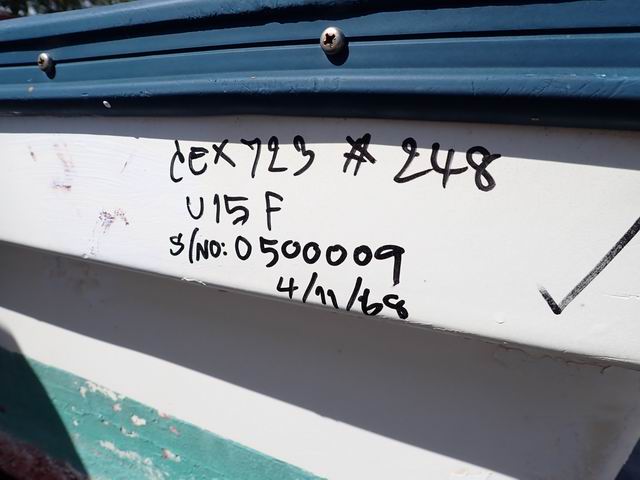 CEX723 # 248
U15F
S/NO: 0500009
4/11/68